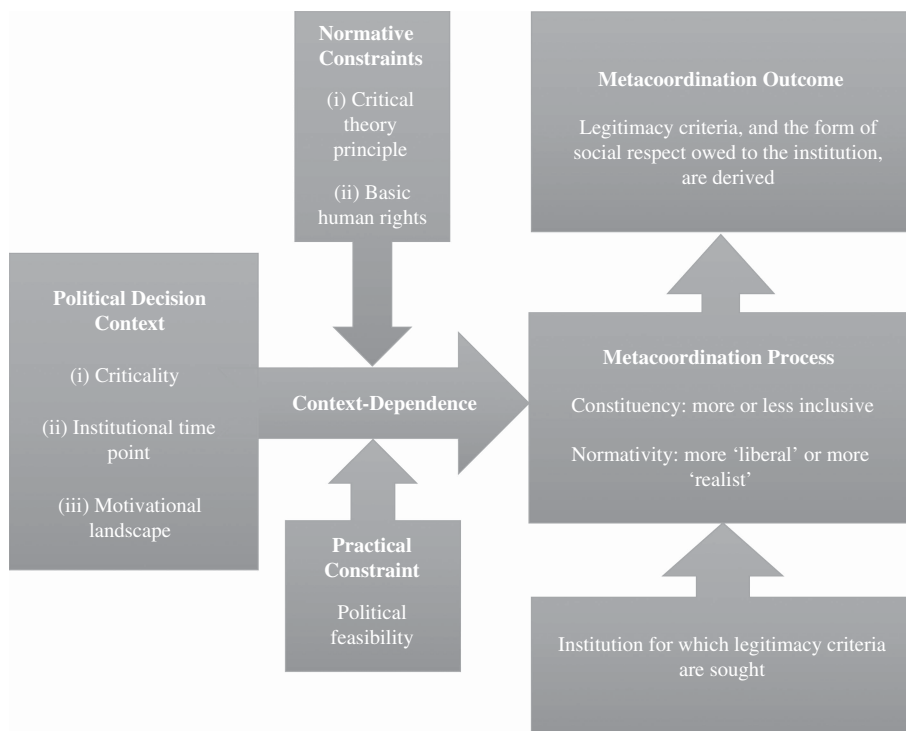 Normative
Constraints
(i) Critical
theory
principle
(ii) Basic
human rights
Metacoordination Outcome
Legitimacy criteria, and the form of
social respect owed to the institution,
are derived
Political Decision
Context
(i) Criticality
(ii) Institutional time
point
(iii) Motivational
landscape
Context-Dependence
Metacoordination Process
Constituency: more or less inclusive
Normativity: more ‘liberal’ or more
‘realist’
Practical
Constraint
Political
feasibility
Institution for which legitimacy criteria
are sought